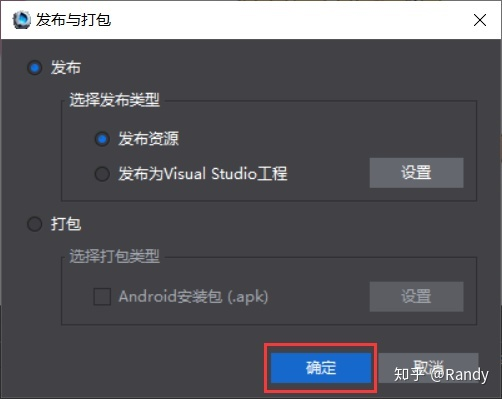 发布与打包
发布
选择发布类型
发布资源
发布为Visual Studio工程
设置
打包
选择打包类型
Android安装包 (.apk)
设置
确定
取消
知乎 @Randy